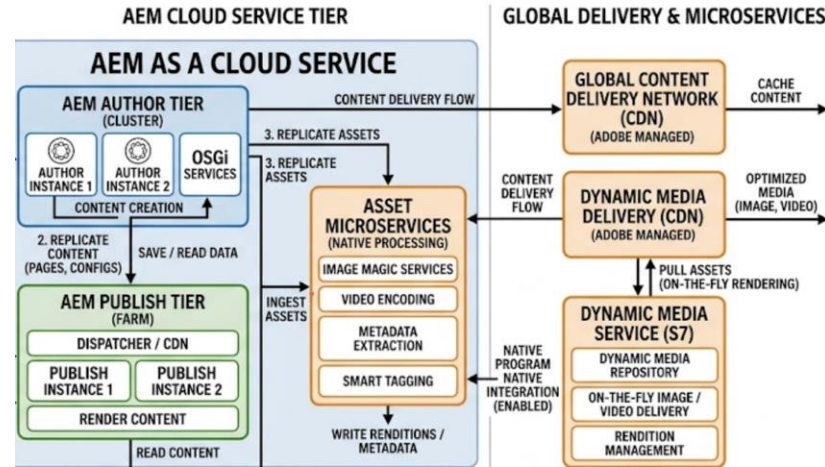 AEM CLOUD SERVICE TIER
GLOBAL DELIVERY & MICROSERVICES
AEM AS A CLOUD SERVICE
AEM AUTHOR TIER
(CLUSTER)
AUTHOR
INSTANCE 1
AUTHOR
INSTANCE 2
OSGi
SERVICES
CONTENT CREATION
CONTENT DELIVERY FLOW
3. REPLICATE ASSETS
3. REPLICATE
ASSETS
2. REPLICATE
CONTENT
(PAGES, CONFIGS)
SAVE / READ DATA
AEM PUBLISH TIER
(FARM)
DISPATCHER / CDN
PUBLISH
INSTANCE 1
PUBLISH
INSTANCE 2
RENDER CONTENT
READ CONTENT
INGEST
ASSETS
ASSET
MICROSERVICES
(NATIVE PROCESSING)
IMAGE MAGIC SERVICES
VIDEO ENCODING
METADATA
EXTRACTION
SMART TAGGING
WRITE RENDITIONS /
METADATA
GLOBAL CONTENT
DELIVERY NETWORK
(CDN)
(ADOBE MANAGED)
CACHE
CONTENT
CONTENT
DELIVERY
FLOW
DYNAMIC MEDIA
DELIVERY (CDN)
(ADOBE MANAGED)
OPTIMIZED
MEDIA
(IMAGE, VIDEO)
PULL ASSETS
(ON-THE-FLY RENDERING)
DYNAMIC MEDIA
SERVICE (S7)
DYNAMIC MEDIA
REPOSITORY
ON-THE-FLY IMAGE /
VIDEO DELIVERY
RENDITION
MANAGEMENT
NATIVE
PROGRAM
NATIVE
INTEGRATION
(ENABLED)